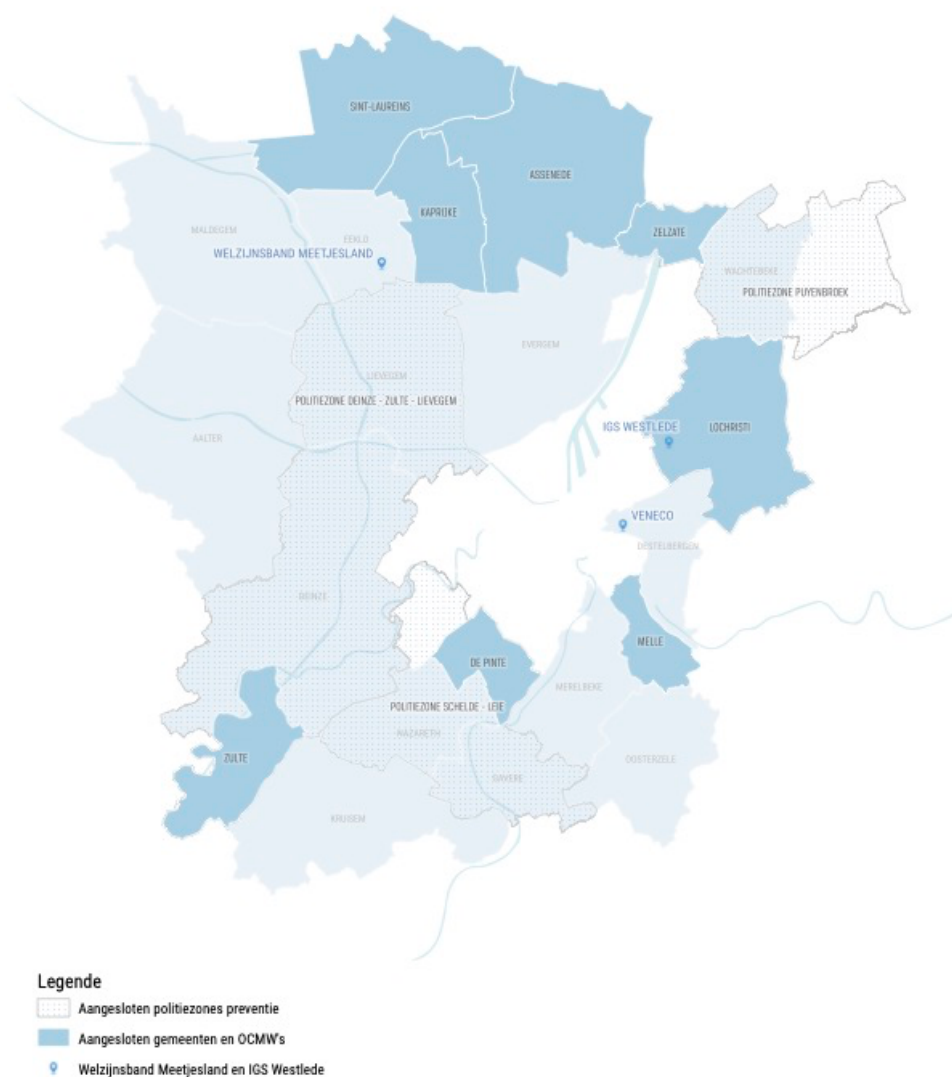 SINT-LAUREINS
ASSENEDE
KAPRIJKE
MALDEGEM
EEKLO
ZELZATE
WELZIJNSBAND MEETJESLAND
WACHTEBEKE
POLITIEZONE PUYENBROEK
EVERGEM
LIEVEGEM
POLITIEZONE DEINZE - ZULTE - LIEVEGEM
IGS WESTLEDE
LOCHRISTI
AALTER
VENECO
DESTELBERGEN
DEINZE
MELLE
DE PINTE
MERELBEKE
POLITIEZONE SCHELDE - LEIE
NAZARETH
ZULTE
OOSTERZELE
GAVERE
KRUISEM
Legende
Aangesloten politiezones preventie
Aangesloten gemeenten en OCMW's
Welzijnsband Meetjesland en IGS Westlede